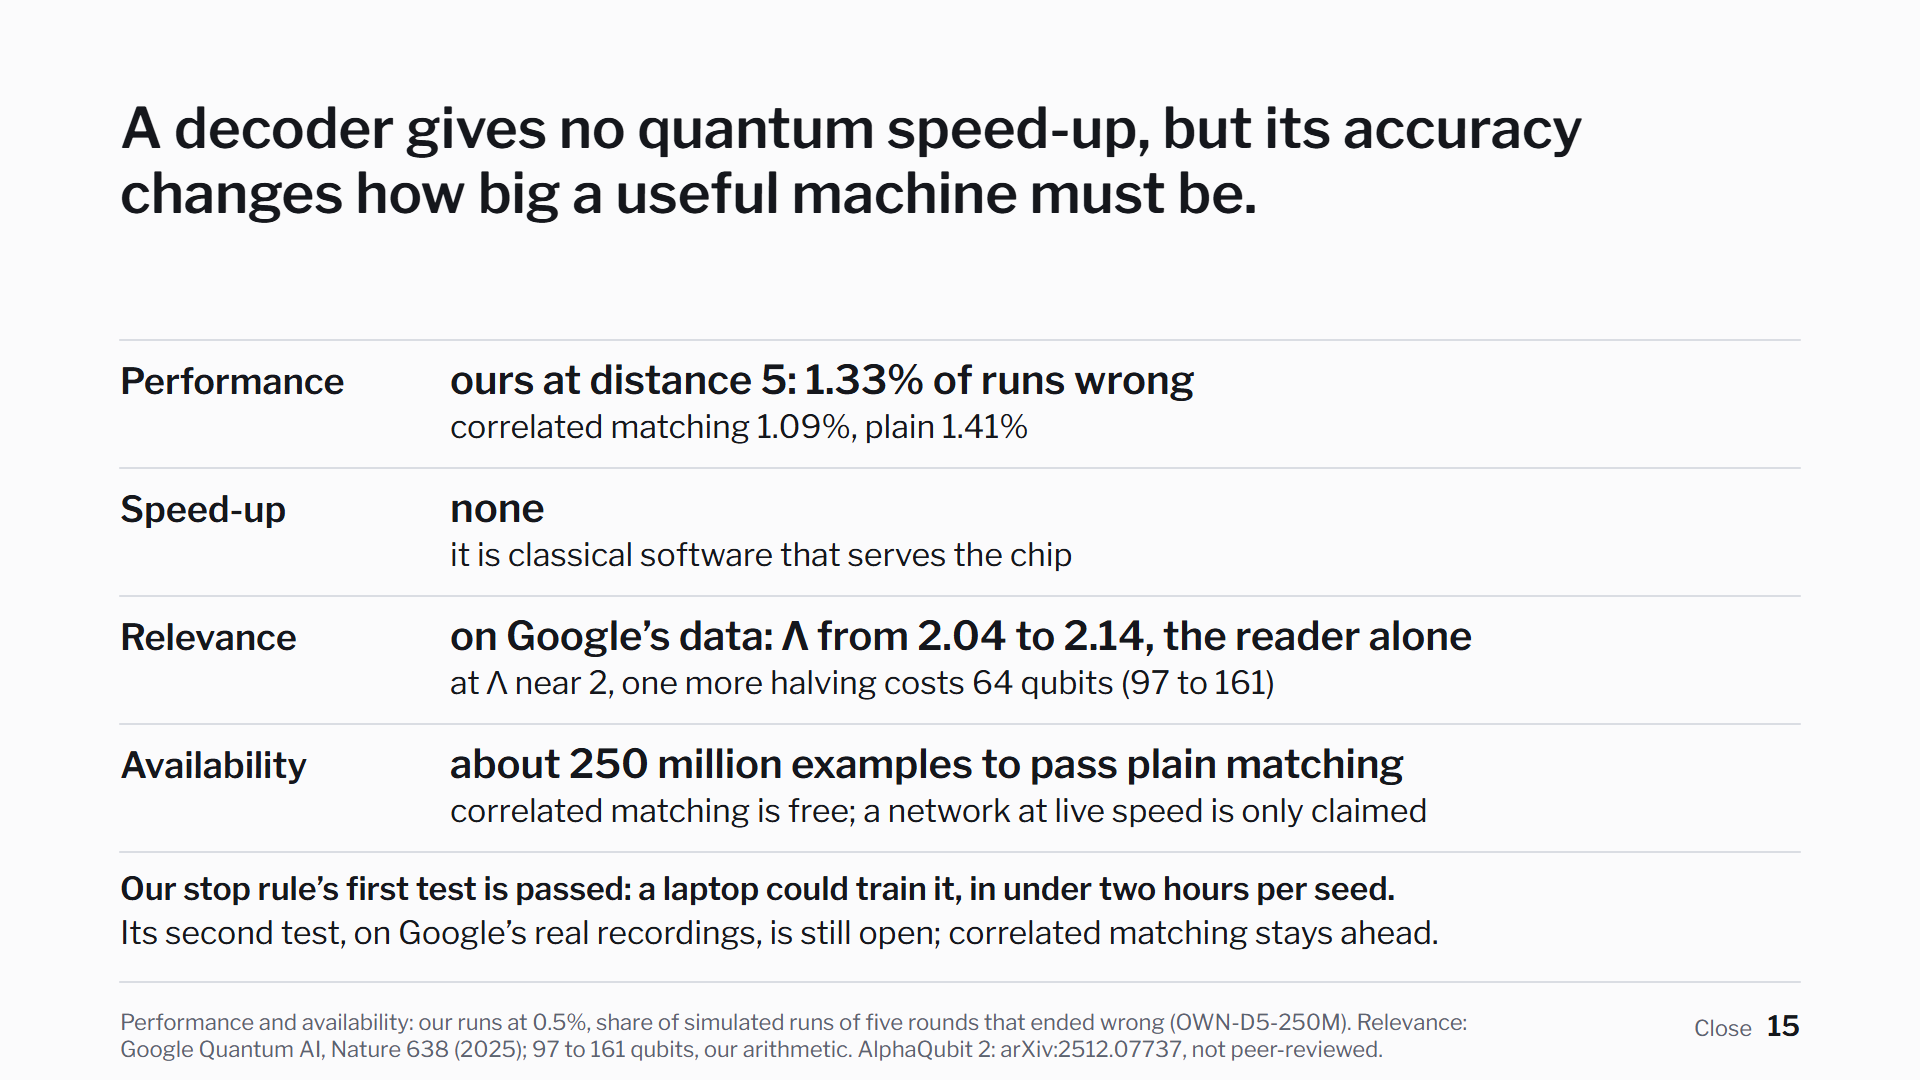 A decoder gives no quantum speed-up, but its accuracy
changes how big a useful machine must be.
Performance
ours at distance 5: 1.33% of runs wrong
correlated matching 1.09%, plain 1.41%
Speed-up
none
it is classical software that serves the chip
Relevance
on Google’s data: Λ from 2.04 to 2.14, the reader alone
at Λ near 2, one more halving costs 64 qubits (97 to 161)
Availability
about 250 million examples to pass plain matching
correlated matching is free; a network at live speed is only claimed
Our stop rule’s first test is passed: a laptop could train it, in under two hours per seed.
Its second test, on Google’s real recordings, is still open; correlated matching stays ahead.
Performance and availability: our runs at 0.5%, share of simulated runs of five rounds that ended wrong (OWN-D5-250M). Relevance:
Google Quantum AI, Nature 638 (2025); 97 to 161 qubits, our arithmetic. AlphaQubit 2: arXiv:2512.07737, not peer-reviewed.
Close 15